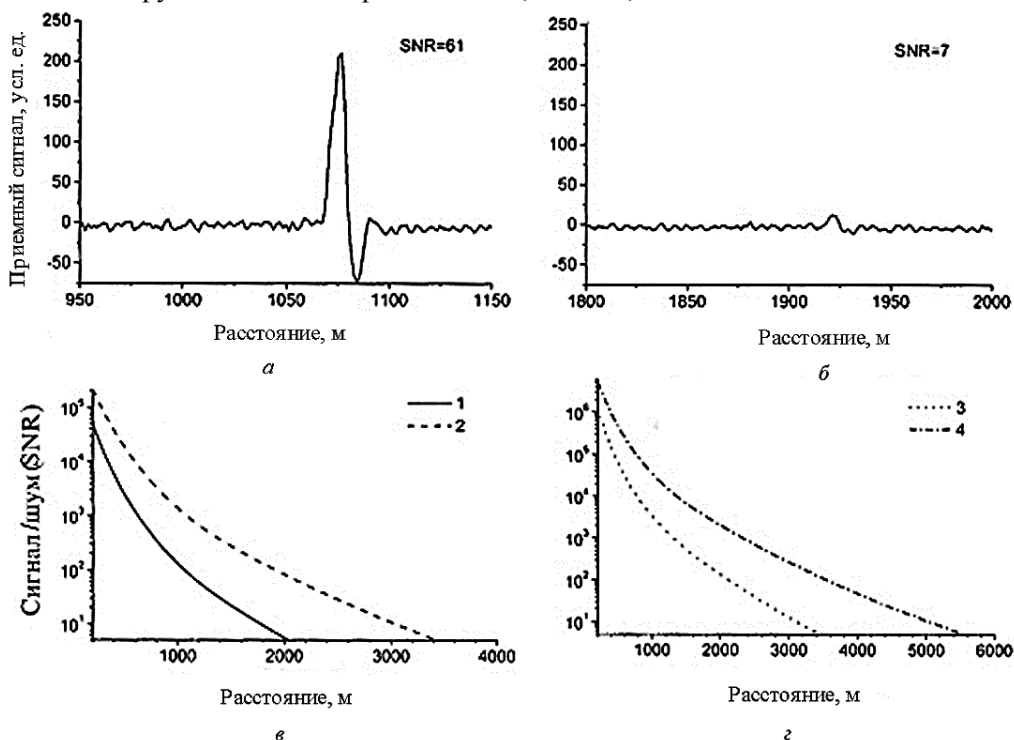 250
200
150
100
50
0
-50
950 1000 1050 1100 1150
SNR=61
Приемный сигнал, усл. ед.
Расстояние, м
а
250
200
150
100
50
0
-50
1800 1850 1900 1950 2000
SNR=7
Расстояние, м
б
10⁵
10⁴
10³
10²
10¹
1000 2000 3000 4000
1
2
Сигнал/шум(SNR)
Расстояние, м
в
10⁶
10⁵
10⁴
10³
10²
10¹
1000 2000 3000 4000 5000 6000
3
4
Расстояние, м
г